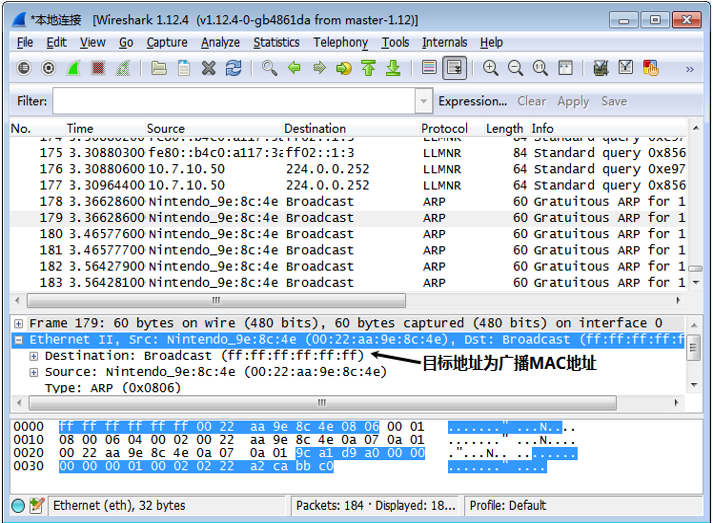 *本地连接 [Wireshark 1.12.4 (v1.12.4-0-gb4861da from master-1.12)]
File Edit View Go Capture Analyze Statistics Telephony Tools Internals Help
Filter: Expression... Clear Apply Save
No. Time Source Destination Protocol Length Info
175 3.30880300 fe80::b4c0:a117:3a ff02::1:3 LLMNR 84 Standard query 0x856
176 3.30880600 10.7.10.50 224.0.0.252 LLMNR 64 Standard query 0xe97
177 3.30964400 10.7.10.50 224.0.0.252 LLMNR 64 Standard query 0x856
178 3.36628600 Nintendo_9e:8c:4e Broadcast ARP 60 Gratuitous ARP for 1
179 3.36628600 Nintendo_9e:8c:4e Broadcast ARP 60 Gratuitous ARP for 1
180 3.46577600 Nintendo_9e:8c:4e Broadcast ARP 60 Gratuitous ARP for 1
181 3.46577700 Nintendo_9e:8c:4e Broadcast ARP 60 Gratuitous ARP for 1
182 3.56427900 Nintendo_9e:8c:4e Broadcast ARP 60 Gratuitous ARP for 1
183 3.56428100 Nintendo_9e:8c:4e Broadcast ARP 60 Gratuitous ARP for 1
Frame 179: 60 bytes on wire (480 bits), 60 bytes captured (480 bits) on interface 0
Ethernet II, Src: Nintendo_9e:8c:4e (00:22:aa:9e:8c:4e), Dst: Broadcast (ff:ff:ff:ff:ff:f
Destination: Broadcast (ff:ff:ff:ff:ff:ff) 目标地址为广播MAC地址
Source: Nintendo_9e:8c:4e (00:22:aa:9e:8c:4e)
Type: ARP (0x0806)
0000 ff ff ff ff ff ff 00 22 aa 9e 8c 4e 08 06 00 01 ......." ...N....
0010 08 00 06 04 00 02 00 22 aa 9e 8c 4e 0a 07 0a 01 ......." ...N....
0020 00 22 aa 9e 8c 4e 0a 07 0a 01 9c a1 d9 a0 00 00 ."...N.. ........
0030 00 00 00 01 00 02 02 22 a2 ca bb c0 ......." ....
Ethernet (eth), 32 bytes Packets: 184 · Displayed: 18... Profile: Default